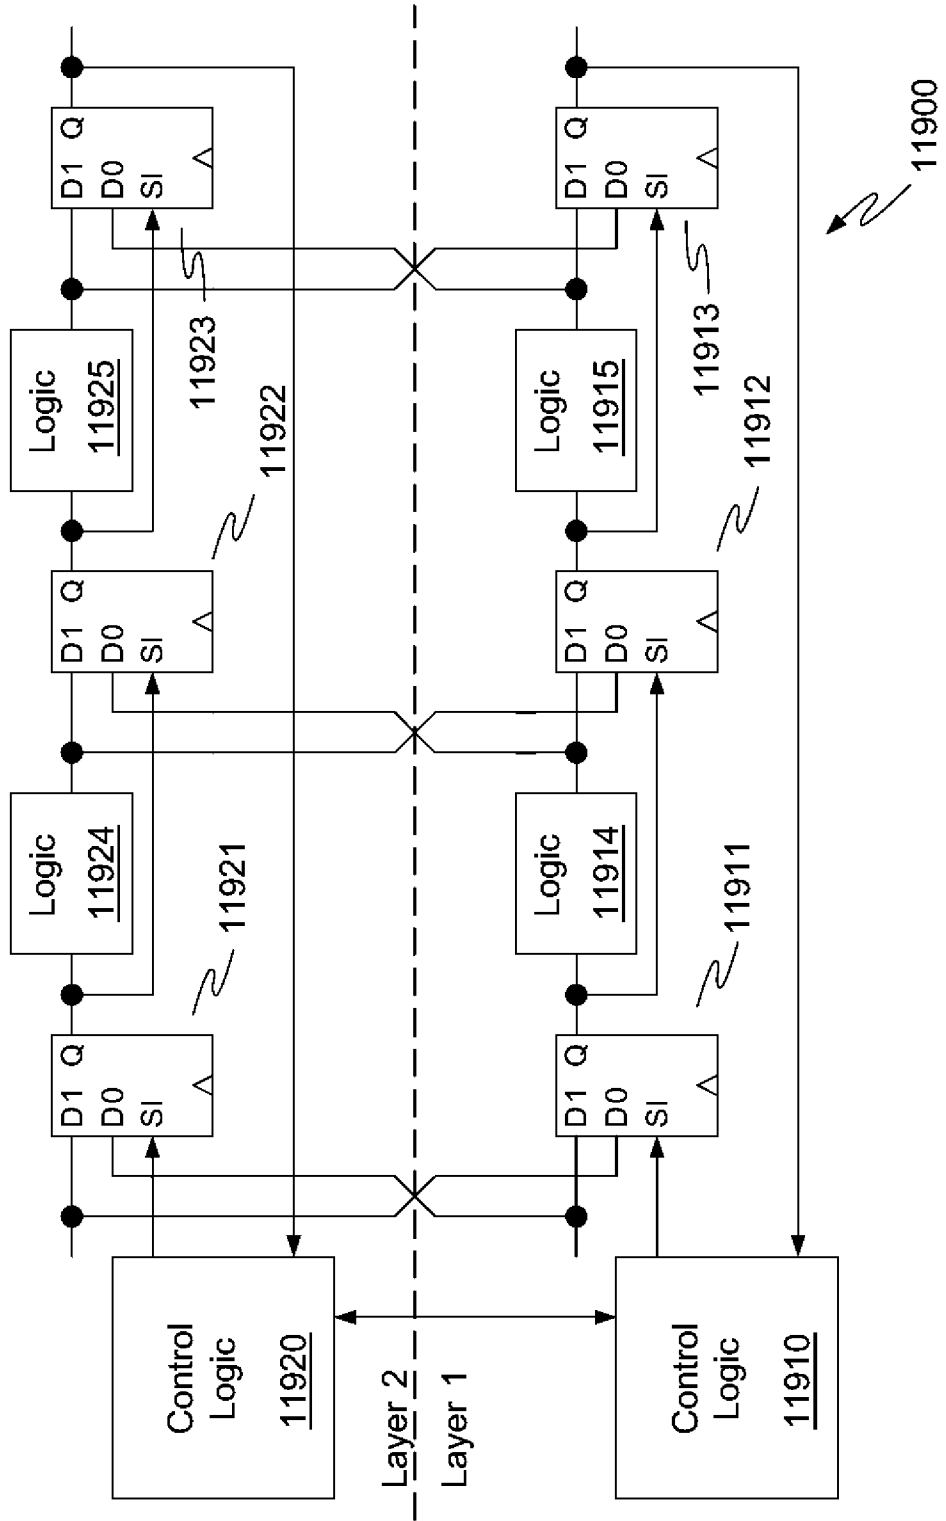 D1 Q
D0
SI
Logic
11925
11923
D1 Q
D0
SI
11922
Logic
11924
11921
D1 Q
D0
SI
Control
Logic
11920
Layer 2
Layer 1
D1 Q
D0
SI
Logic
11915
11913
D1 Q
D0
SI
11912
Logic
11914
11911
D1 Q
D0
SI
Control
Logic
11910
11900